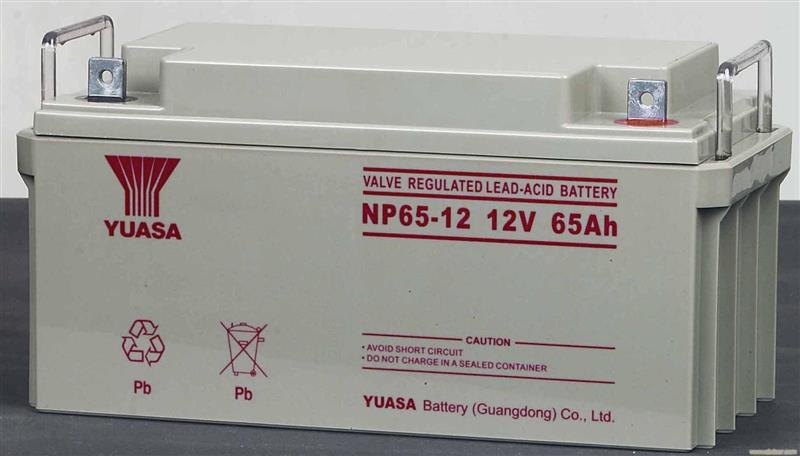 YUASA
VALVE REGULATED LEAD-ACID BATTERY
NP65-12 12V 65Ah
CAUTION
• AVOID SHORT CIRCUIT
• DO NOT CHARGE IN A SEALED CONTAINER
Pb
Pb
YUASA Battery (Guangdong) Co., Ltd.